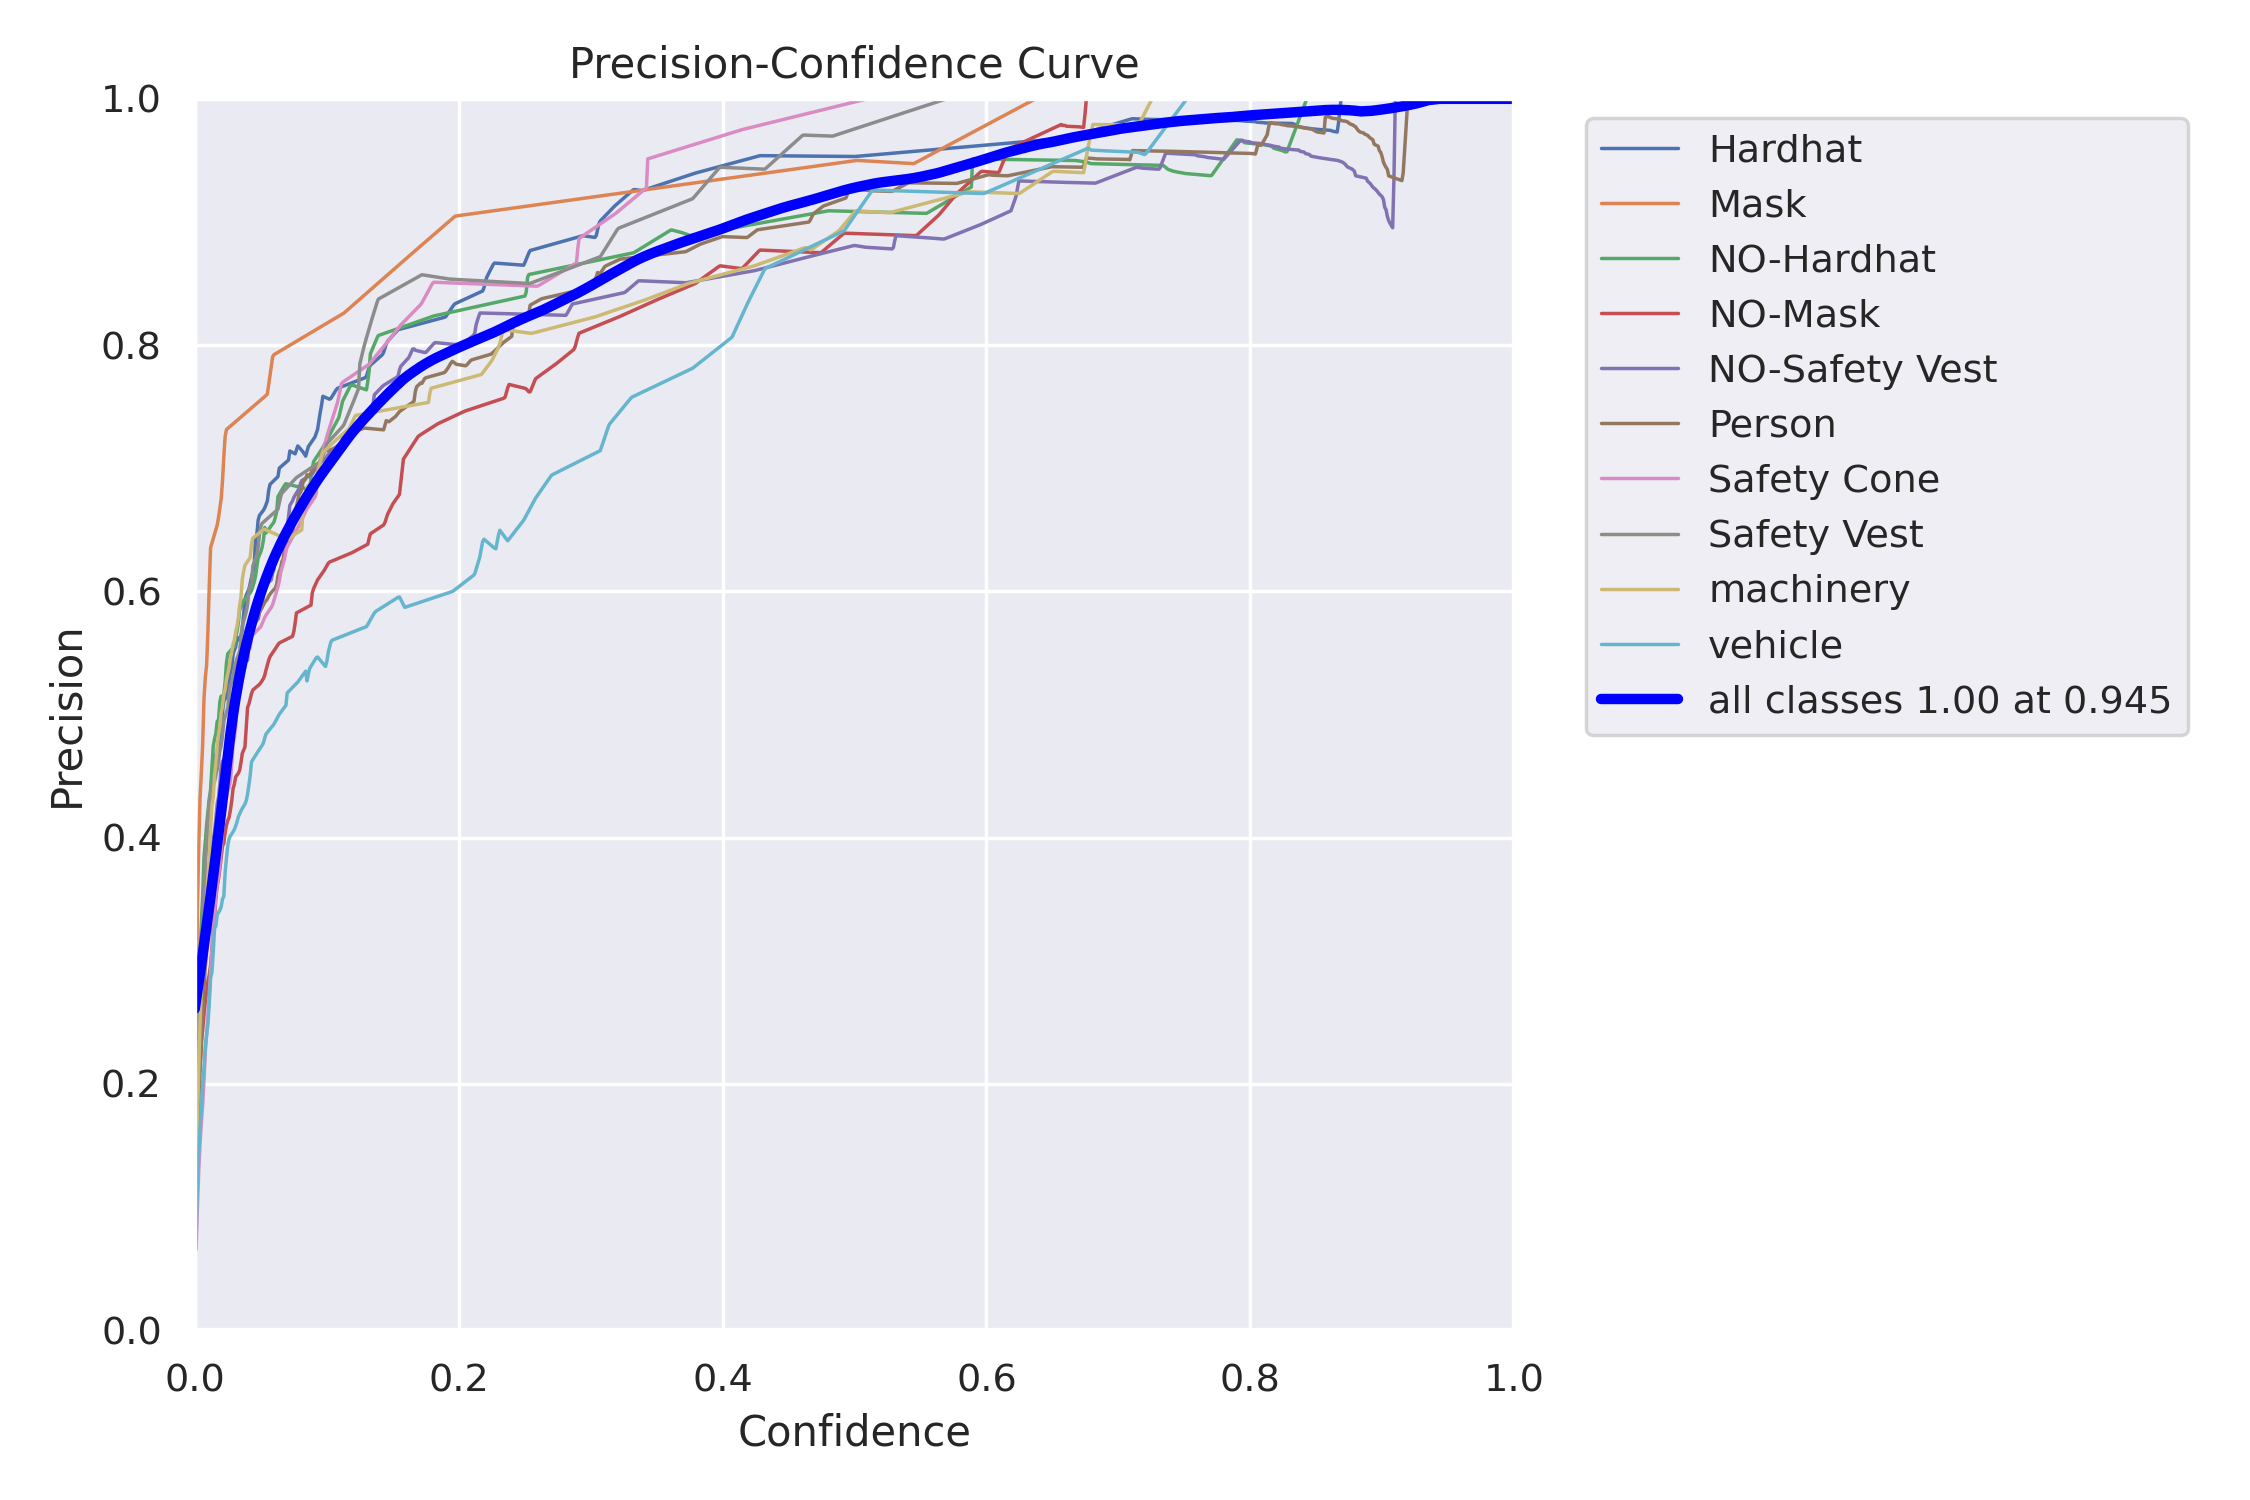 Precision-Confidence Curve
1.0
0.8
0.6
0.4
0.2
0.0
Precision
0.0 0.2 0.4 0.6 0.8 1.0
Confidence
Hardhat
Mask
NO-Hardhat
NO-Mask
NO-Safety Vest
Person
Safety Cone
Safety Vest
machinery
vehicle
all classes 1.00 at 0.945